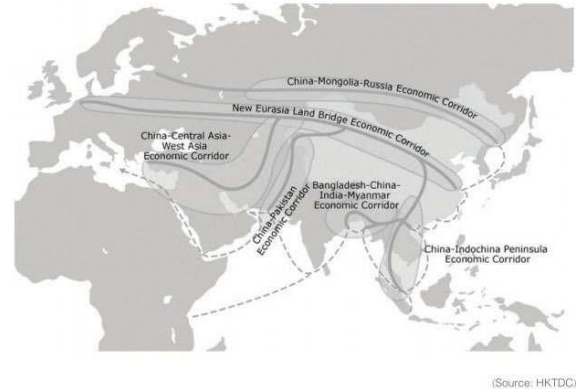 China-Mongolia-Russia Economic Corridor
New Eurasia Land Bridge Economic Corridor
China-Central Asia-
West Asia
Economic Corridor
China-Pakistan
Economic Corridor
Bangladesh-China-
India-Myanmar
Economic Corridor
China-Indochina Peninsula
Economic Corridor
(Source: HKTDC)